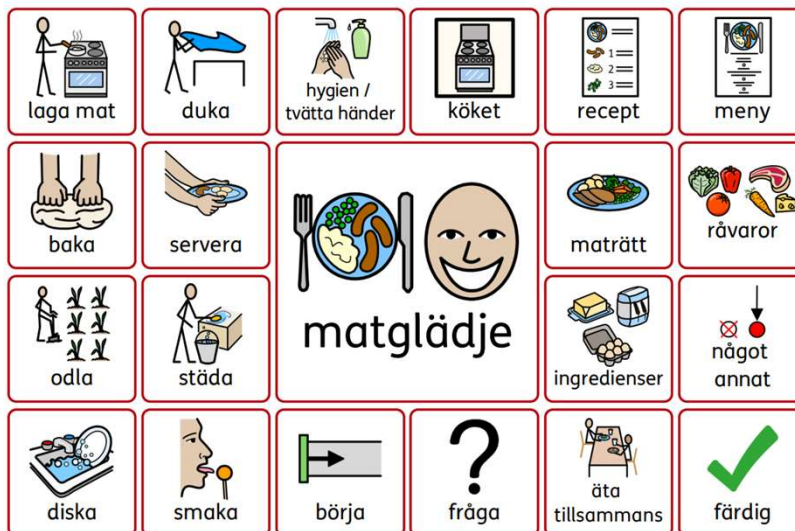 laga mat
duka
hygien /
tvätta händer
köket
1
2
3
recept
meny
baka
servera
matglädje
maträtt
råvaror
odla
städa
ingredienser
något
annat
diska
smaka
börja
?
fråga
äta
tillsammans
färdig